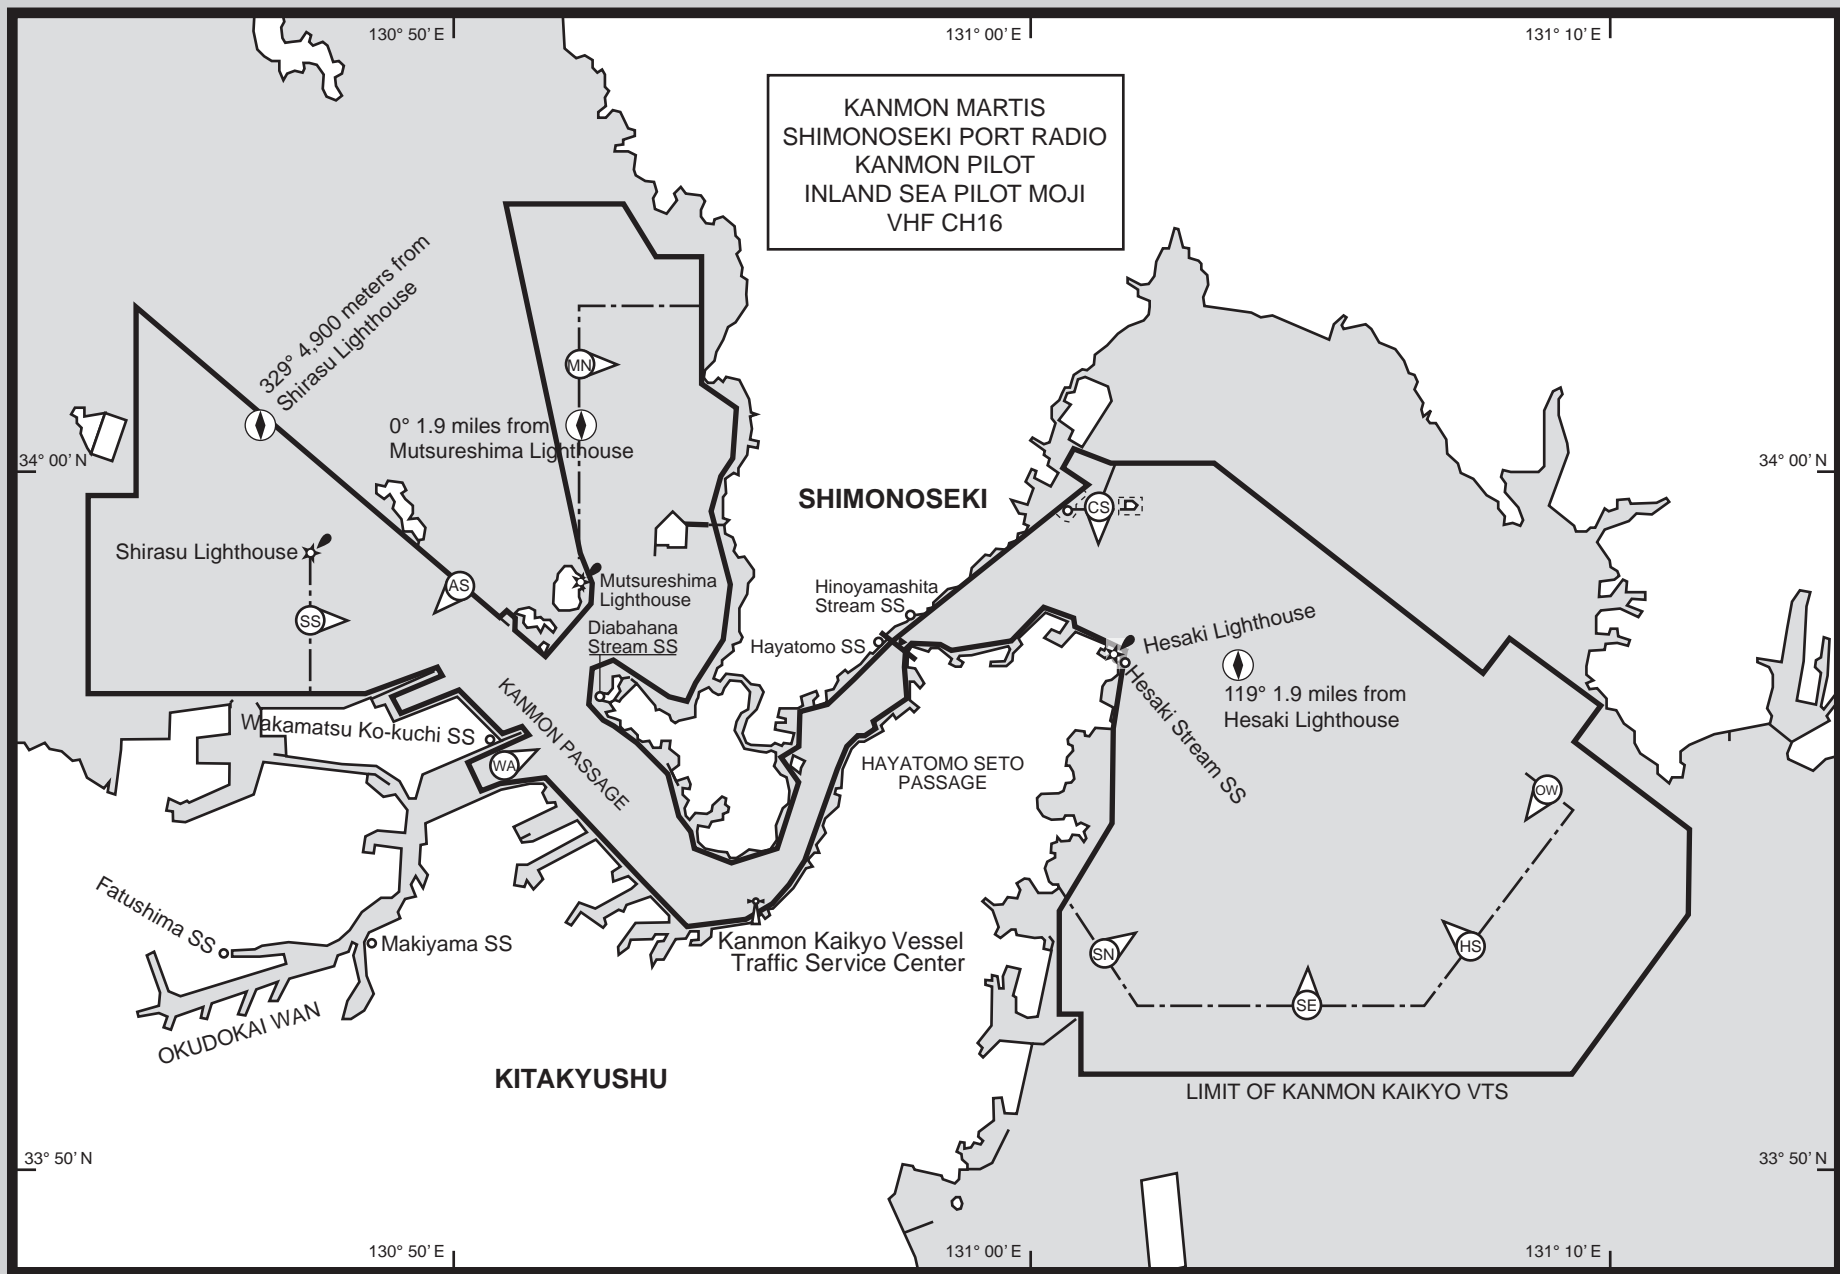 130° 50' E
131° 00' E
131° 10' E
KANMON MARTIS
SHIMONOSEKI PORT RADIO
KANMON PILOT
INLAND SEA PILOT MOJI
VHF CH16
329° 4,900 meters from
Shirasu Lighthouse
MN
0° 1.9 miles from
Mutsureshima Lighthouse
34° 00' N
34° 00' N
SHIMONOSEKI
CS
Shirasu Lighthouse
AS
SS
Mutsureshima
Lighthouse
Diabahana
Stream SS
Hinoyamashita
Stream SS
Hayatomo SS
Hesaki Lighthouse
Hesaki Stream SS
119° 1.9 miles from
Hesaki Lighthouse
KANMON PASSAGE
Wakamatsu Ko-kuchi SS
WA
HAYATOMO SETO
PASSAGE
OW
Fatushima SS
Makiyama SS
Kanmon Kaikyo Vessel
Traffic Service Center
SN
HS
SE
OKUDOKAI WAN
KITAKYUSHU
LIMIT OF KANMON KAIKYO VTS
33° 50' N
33° 50' N
130° 50' E
131° 00' E
131° 10' E